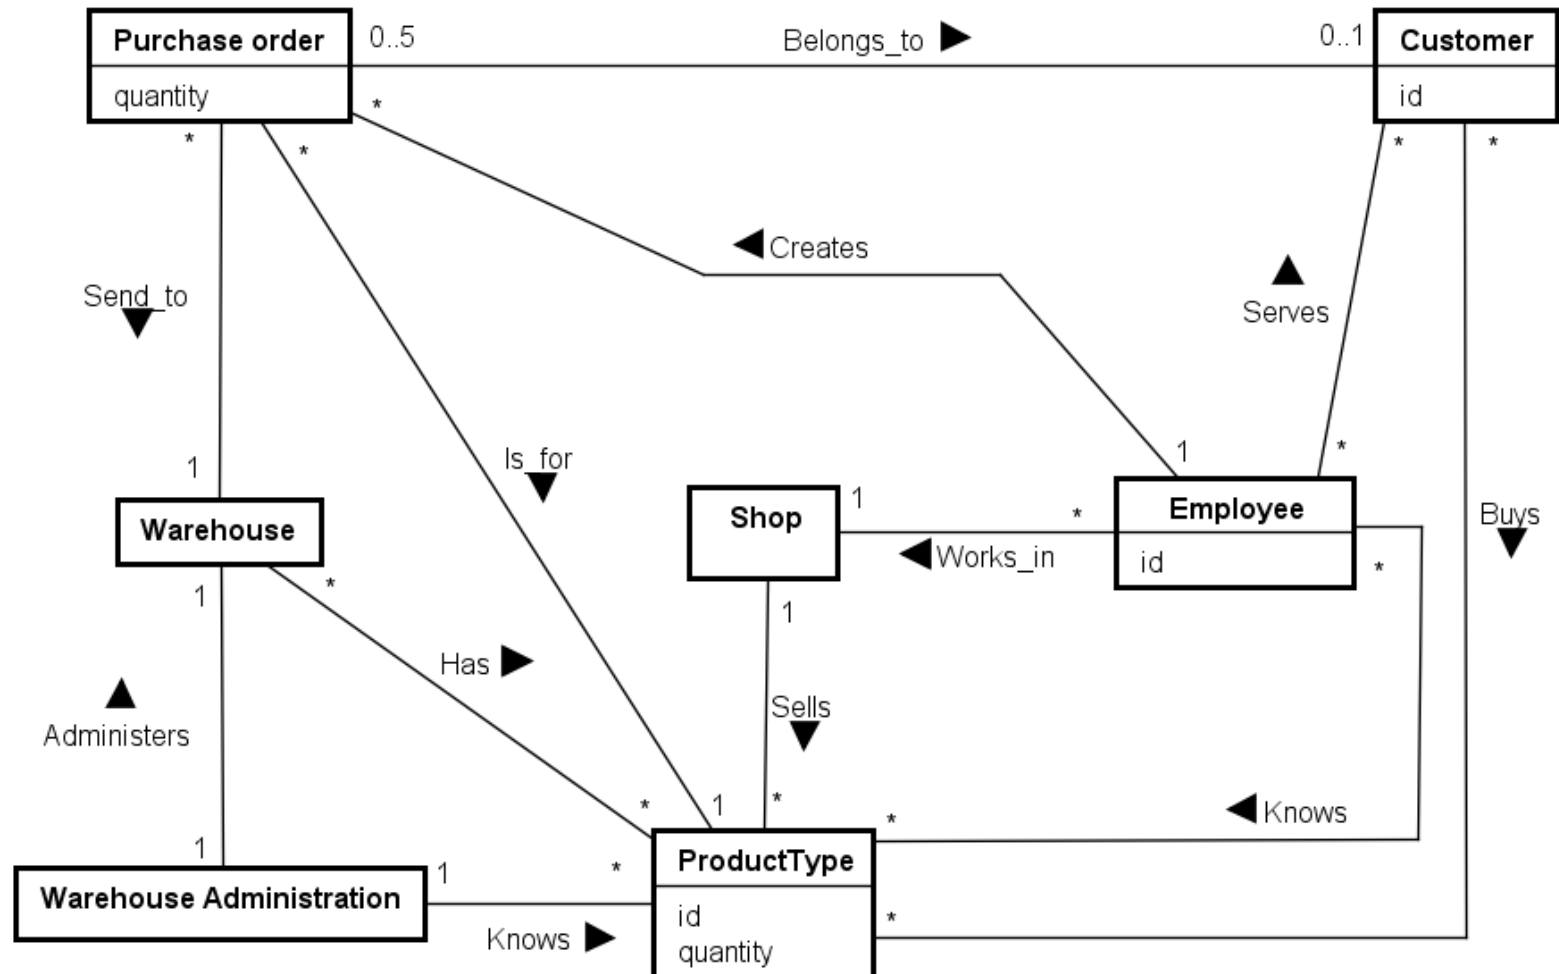 Purchase order
0..5
Belongs_to
0..1
Customer
quantity
*
id
*
*
*
*
Creates
Send_to
Serves
1
Is_for
1
*
Warehouse
Shop
1
*
Employee
Buys
Works_in
id
*
1
*
1
Has
Administers
Sells
1
*
1
*
*
Knows
Warehouse Administration
1
*
ProductType
Knows
id
*
quantity